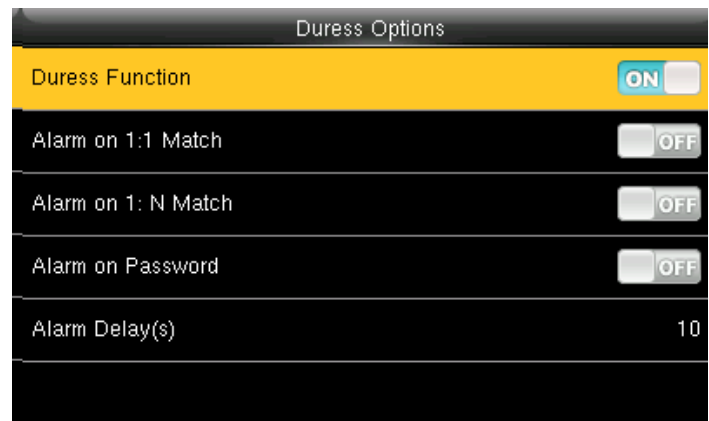 Duress Options
Duress Function ON
Alarm on 1:1 Match OFF
Alarm on 1: N Match OFF
Alarm on Password OFF
Alarm Delay(s) 10